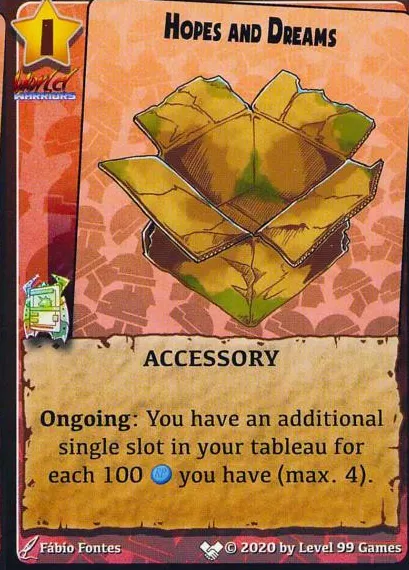 1
HOPES AND DREAMS
WORLD
WARRIORS
ACCESSORY
Ongoing: You have an additional
single slot in your tableau for
each 100 you have (max. 4).
Fábio Fontes
© 2020 by Level 99 Games